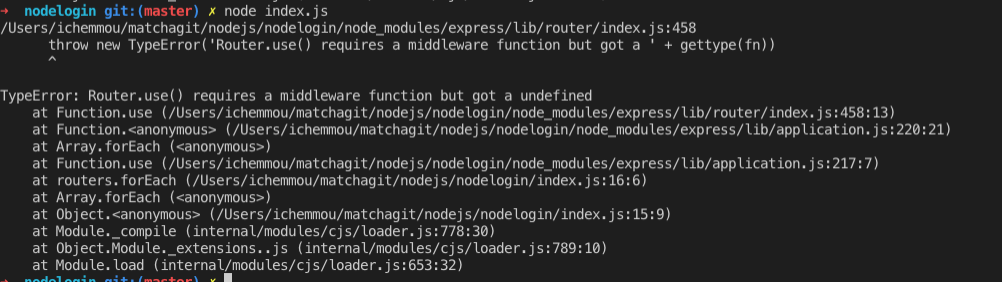 ➜  nodelogin git:(master) ✗ node index.js
/Users/ichemmou/matchagit/nodejs/nodelogin/node_modules/express/lib/router/index.js:458
      throw new TypeError('Router.use() requires a middleware function but got a ' + gettype(fn))
      ^

TypeError: Router.use() requires a middleware function but got a undefined
    at Function.use (/Users/ichemmou/matchagit/nodejs/nodelogin/node_modules/express/lib/router/index.js:458:13)
    at Function.<anonymous> (/Users/ichemmou/matchagit/nodejs/nodelogin/node_modules/express/lib/application.js:220:21)
    at Array.forEach (<anonymous>)
    at Function.use (/Users/ichemmou/matchagit/nodejs/nodelogin/node_modules/express/lib/application.js:217:7)
    at routers.forEach (/Users/ichemmou/matchagit/nodejs/nodelogin/index.js:16:6)
    at Array.forEach (<anonymous>)
    at Object.<anonymous> (/Users/ichemmou/matchagit/nodejs/nodelogin/index.js:15:9)
    at Module._compile (internal/modules/cjs/loader.js:778:30)
    at Object.Module._extensions..js (internal/modules/cjs/loader.js:789:10)
    at Module.load (internal/modules/cjs/loader.js:653:32)
➜  nodelogin git:(master) ✗